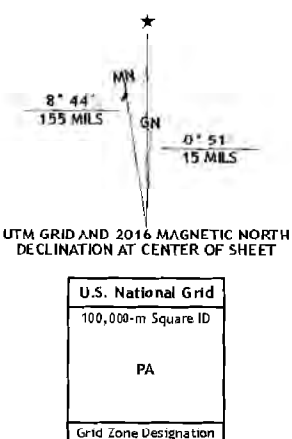 MN
8° 44´
155 MILS
GN
0° 51´
15 MILS
UTM GRID AND 2016 MAGNETIC NORTH
DECLINATION AT CENTER OF SHEET
U.S. National Grid
100,000-m Square ID
PA
Grid Zone Designation